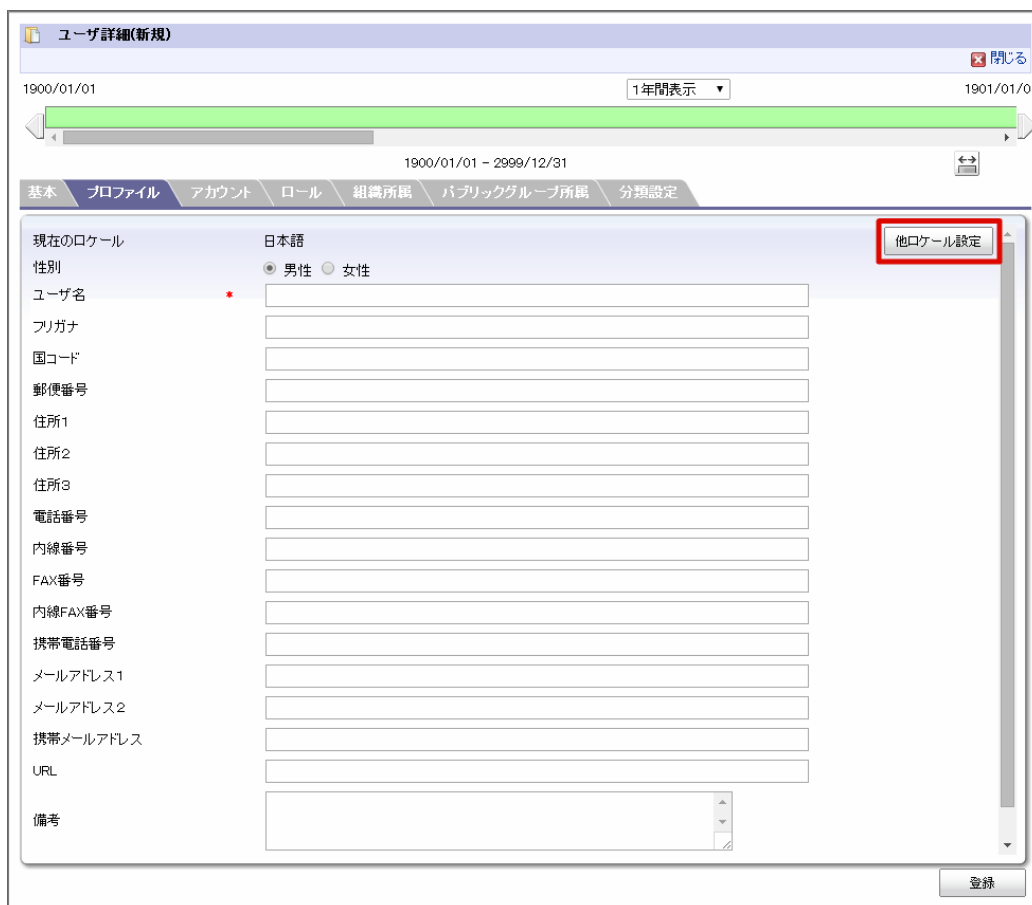 ユーザ詳細(新規)
閉じる
1900/01/01 1年間表示 1901/01/0
1900/01/01 - 2999/12/31
基本 プロファイル アカウント ロール 組織所属 パブリックグループ所属 分類設定
現在のロケール 日本語 他ロケール設定
性別 男性 女性
ユーザ名 *
フリガナ
国コード
郵便番号
住所1
住所2
住所3
電話番号
内線番号
FAX番号
内線FAX番号
携帯電話番号
メールアドレス1
メールアドレス2
携帯メールアドレス
URL
備考
登録